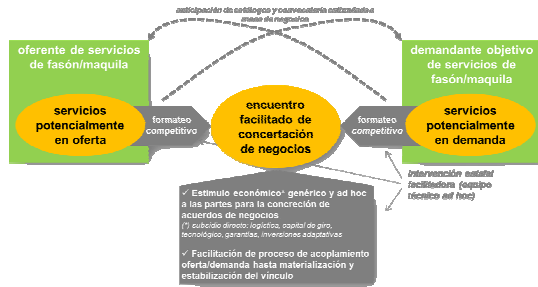 anticipación de catálogos y convocatoria enfatizada a
mesa de negocios
oferente de servicios
de fasón/maquila
servicios
potencialmente
en oferta
formateo
competitivo
encuentro
facilitado de
concertación
de negocios
formateo
competitivo
demandante objetivo
de servicios de
fasón/maquila
servicios
potencialmente
en demanda
Intervención estatal
facilitadora (equipo
técnico ad hoc)
✓ Estímulo económico* genérico y ad hoc
a las partes para la concreción de
acuerdos de negocios
(*) subsidio directo: logística, capital de giro,
tecnológico, garantías, inversiones adaptativas
✓ Facilitación de proceso de acoplamiento
oferta/demanda hasta materialización y
estabilización del vínculo